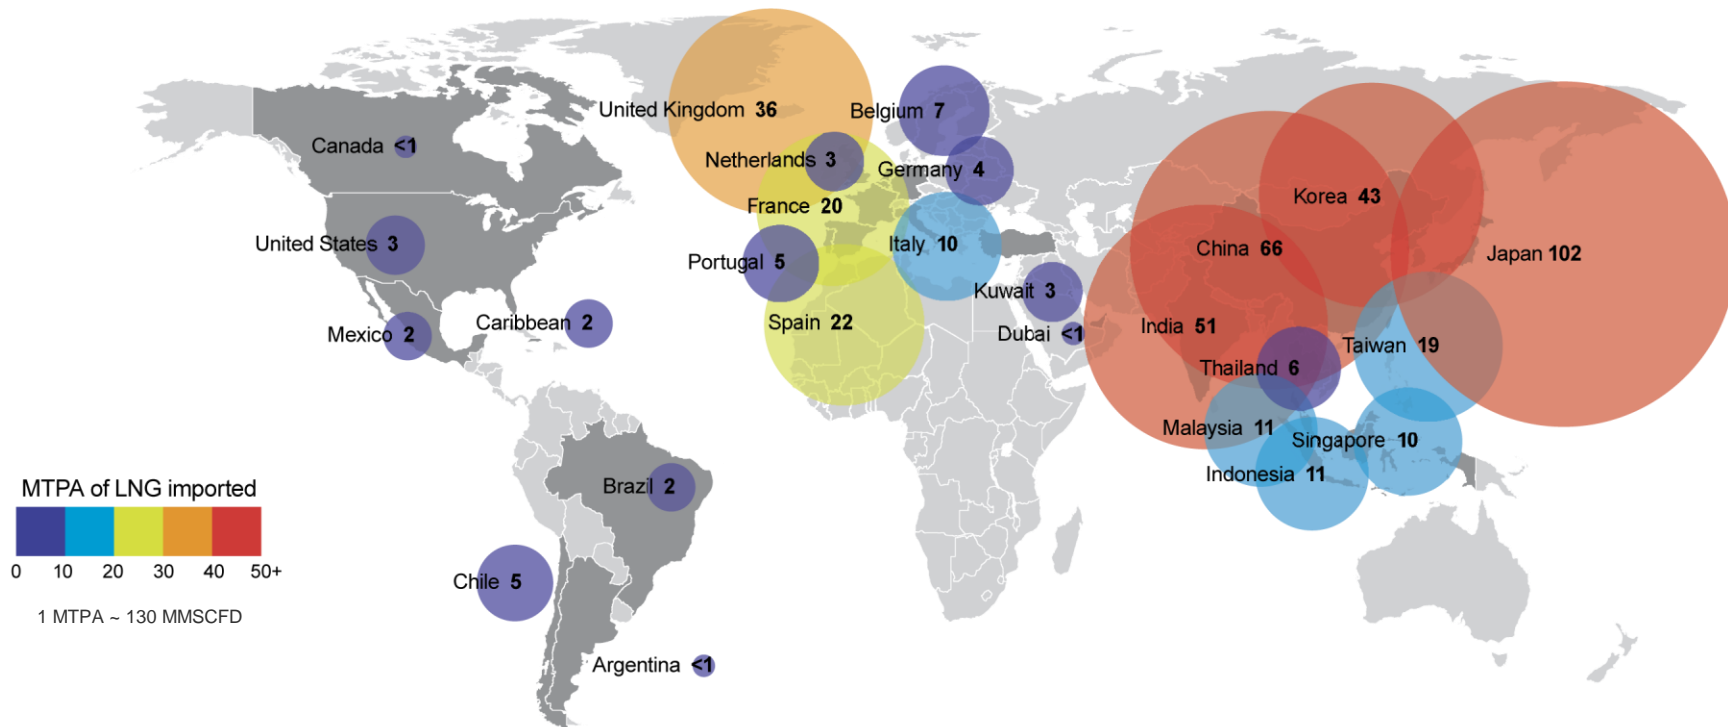 United Kingdom 36
Belgium 7
Canada <1
Netherlands 3
Germany 4
Korea 43
France 20
United States 3
Italy 10
China 66
Japan 102
Portugal 5
Kuwait 3
Mexico 2
Caribbean 2
Spain 22
Dubai <1
India 51
Taiwan 19
Thailand 6
Malaysia 11
Singapore 10
Indonesia 11
Brazil 2
MTPA of LNG imported
0 10 20 30 40 50+
1 MTPA ~ 130 MMSCFD
Chile 5
Argentina <1